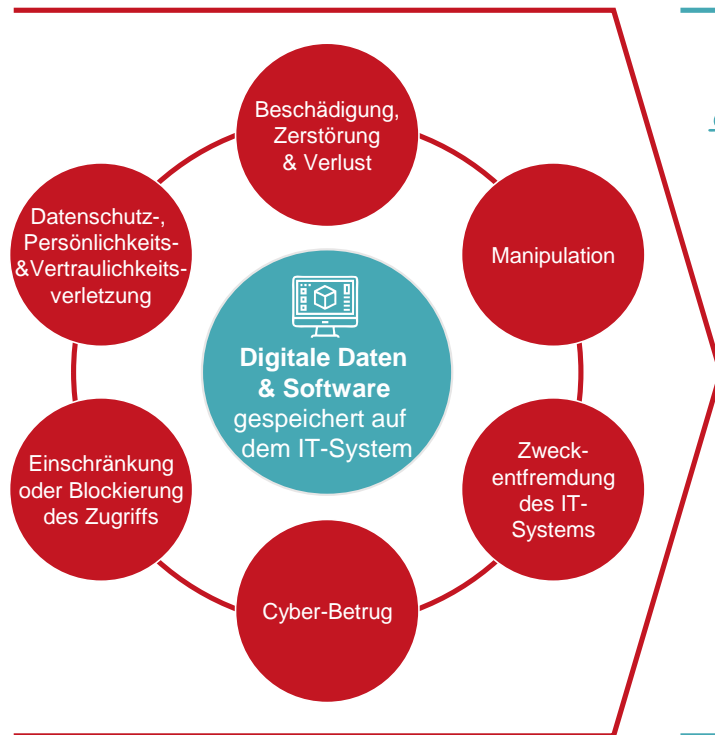 Beschädigung,
Zerstörung
& Verlust
Manipulation
Zweck-
entfremdung
des IT-
Systems
Cyber-Betrug
Einschränkung
oder Blockierung
des Zugriffs
Datenschutz-,
Persönlichkeits-
&Vertraulichkeits-
verletzung
Digitale Daten
& Software
gespeichert auf
dem IT-System